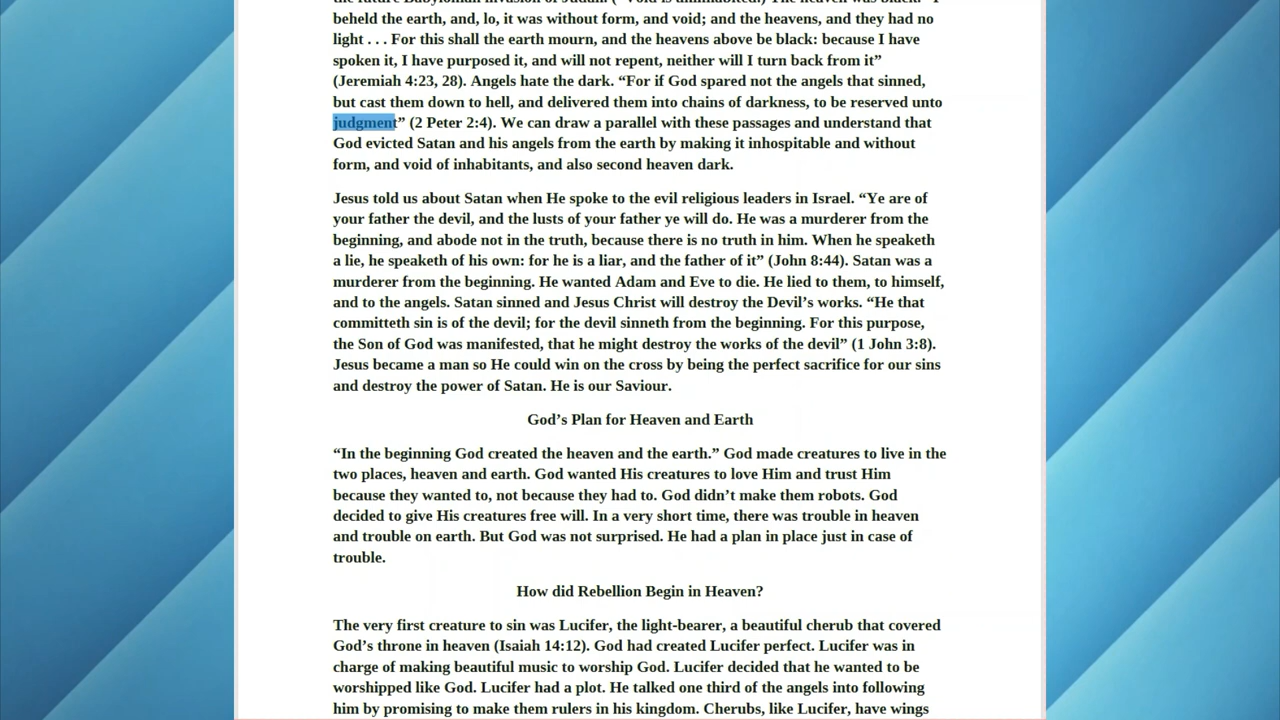 beheld the earth, and, lo, it was without form, and void; and the heavens, and they had no
light . . . For this shall the earth mourn, and the heavens above be black: because I have
spoken it, I have purposed it, and will not repent, neither will I turn back from it”
(Jeremiah 4:23, 28). Angels hate the dark. “For if God spared not the angels that sinned,
but cast them down to hell, and delivered them into chains of darkness, to be reserved unto
judgment” (2 Peter 2:4). We can draw a parallel with these passages and understand that
God evicted Satan and his angels from the earth by making it inhospitable and without
form, and void of inhabitants, and also second heaven dark.
Jesus told us about Satan when He spoke to the evil religious leaders in Israel. “Ye are of
your father the devil, and the lusts of your father ye will do. He was a murderer from the
beginning, and abode not in the truth, because there is no truth in him. When he speaketh
a lie, he speaketh of his own: for he is a liar, and the father of it” (John 8:44). Satan was a
murderer from the beginning. He wanted Adam and Eve to die. He lied to them, to himself,
and to the angels. Satan sinned and Jesus Christ will destroy the Devil’s works. “He that
committeth sin is of the devil; for the devil sinneth from the beginning. For this purpose,
the Son of God was manifested, that he might destroy the works of the devil” (1 John 3:8).
Jesus became a man so He could win on the cross by being the perfect sacrifice for our sins
and destroy the power of Satan. He is our Saviour.
God’s Plan for Heaven and Earth
“In the beginning God created the heaven and the earth.” God made creatures to live in the
two places, heaven and earth. God wanted His creatures to love Him and trust Him
because they wanted to, not because they had to. God didn’t make them robots. God
decided to give His creatures free will. In a very short time, there was trouble in heaven
and trouble on earth. But God was not surprised. He had a plan in place just in case of
trouble.
How did Rebellion Begin in Heaven?
The very first creature to sin was Lucifer, the light-bearer, a beautiful cherub that covered
God’s throne in heaven (Isaiah 14:12). God had created Lucifer perfect. Lucifer was in
charge of making beautiful music to worship God. Lucifer decided that he wanted to be
worshipped like God. Lucifer had a plot. He talked one third of the angels into following
him by promising to make them rulers in his kingdom. Cherubs, like Lucifer, have wings